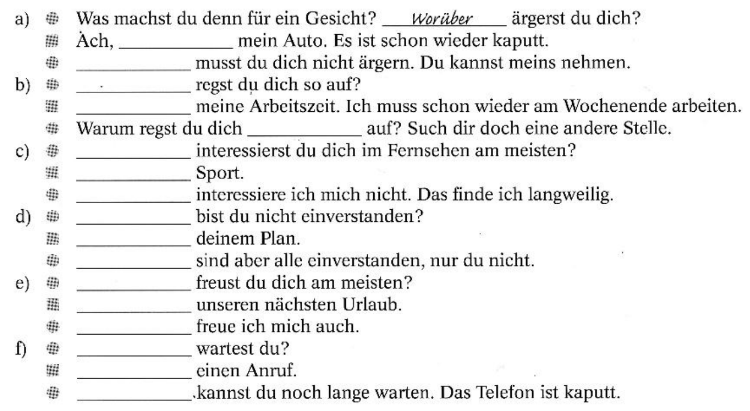 a) Was machst du denn für ein Gesicht? Worüber ärgerst du dich?
Ach, ____________ mein Auto. Es ist schon wieder kaputt.
____________ musst du dich nicht ärgern. Du kannst meins nehmen.
b) ____________ regst du dich so auf?
____________ meine Arbeitszeit. Ich muss schon wieder am Wochenende arbeiten.
Warum regst du dich ____________ auf? Such dir doch eine andere Stelle.
c) ____________ interessierst du dich im Fernsehen am meisten?
____________ Sport.
____________ interessiere ich mich nicht. Das finde ich langweilig.
d) ____________ bist du nicht einverstanden?
____________ deinem Plan.
____________ sind aber alle einverstanden, nur du nicht.
e) ____________ freust du dich am meisten?
____________ unseren nächsten Urlaub.
____________ freue ich mich auch.
f) ____________ wartest du?
____________ einen Anruf.
____________ kannst du noch lange warten. Das Telefon ist kaputt.